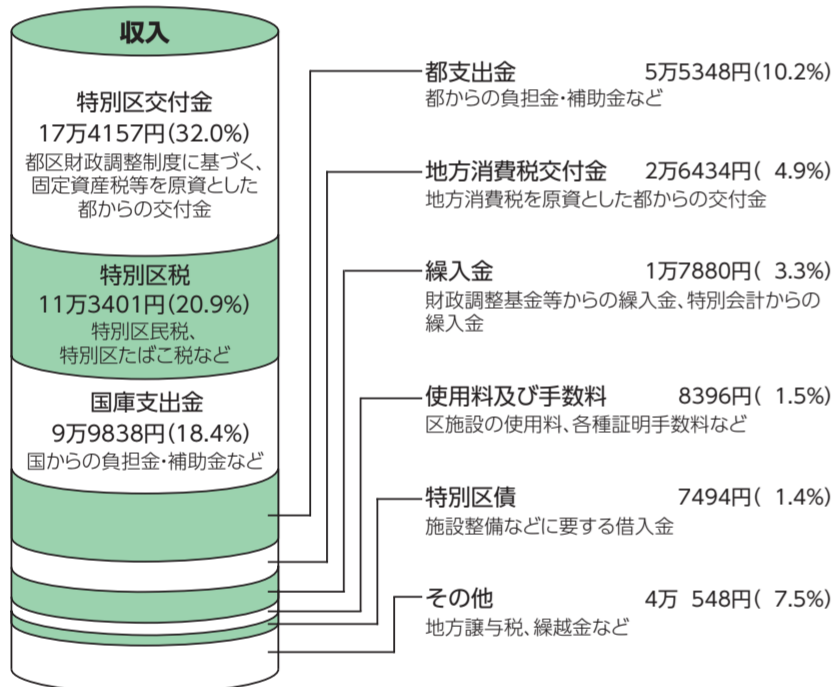 収入
特別区交付金
17万4157円(32.0%)
都区財政調整制度に基づく、
固定資産税等を原資とした
都からの交付金
特別区税
11万3401円(20.9%)
特別区民税、
特別区たばこ税など
国庫支出金
9万9838円(18.4%)
国からの負担金・補助金など
都支出金 5万5348円(10.2%)
都からの負担金・補助金など
地方消費税交付金 2万6434円( 4.9%)
地方消費税を原資とした都からの交付金
繰入金 1万7880円( 3.3%)
財政調整基金等からの繰入金、特別会計からの
繰入金
使用料及び手数料 8396円( 1.5%)
区施設の使用料、各種証明手数料など
特別区債 7494円( 1.4%)
施設整備などに要する借入金
その他 4万 548円( 7.5%)
地方譲与税、繰越金など